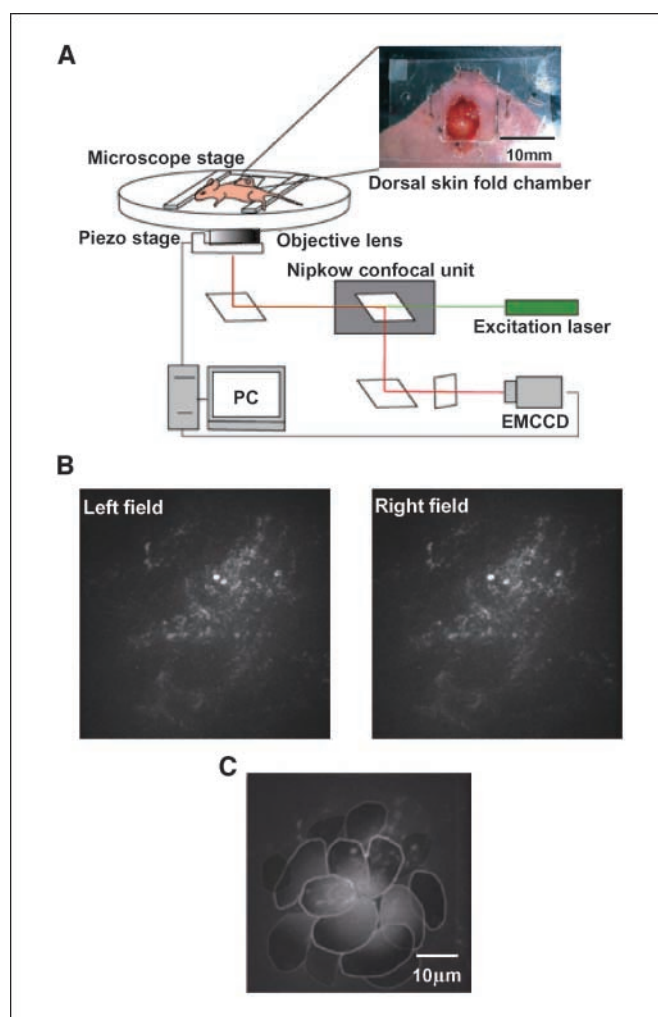 A
Microscope stage
10mm
Dorsal skin fold chamber
Piezo stage
Objective lens
Nipkow confocal unit
Excitation laser
PC
EMCCD
B
Left field
Right field
C
10μm